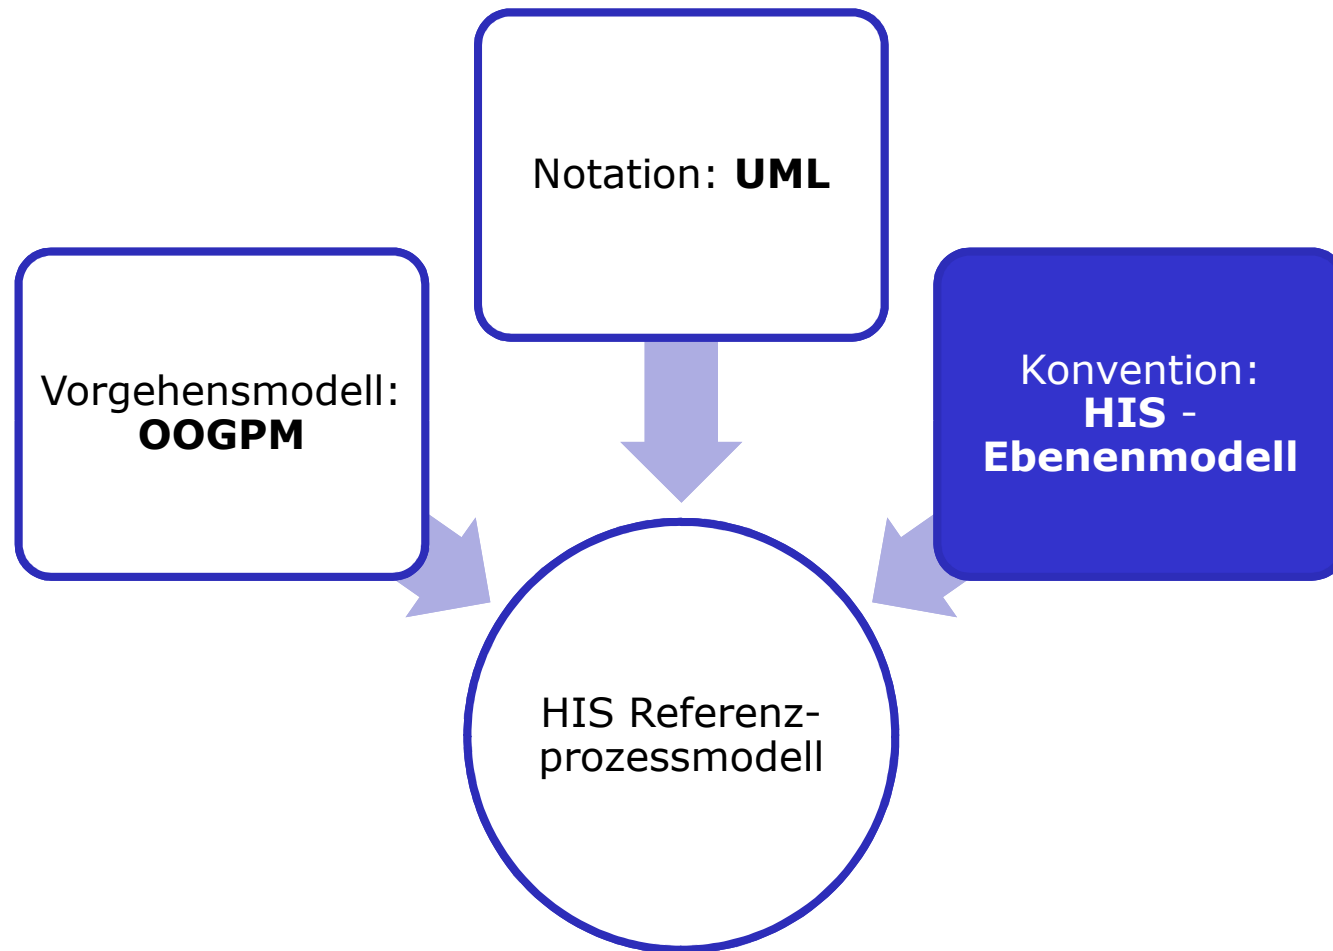 Notation: UML
Vorgehensmodell:
OOGPM
Konvention:
HIS -
Ebenenmodell
HIS Referenz-
prozessmodell